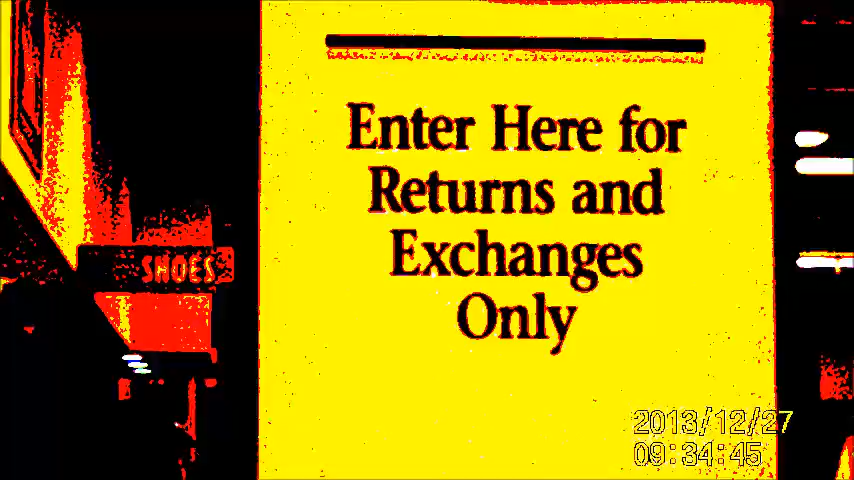 Enter Here for
Returns and
Exchanges
Only
SHOES
2013/12/27
09:34:45